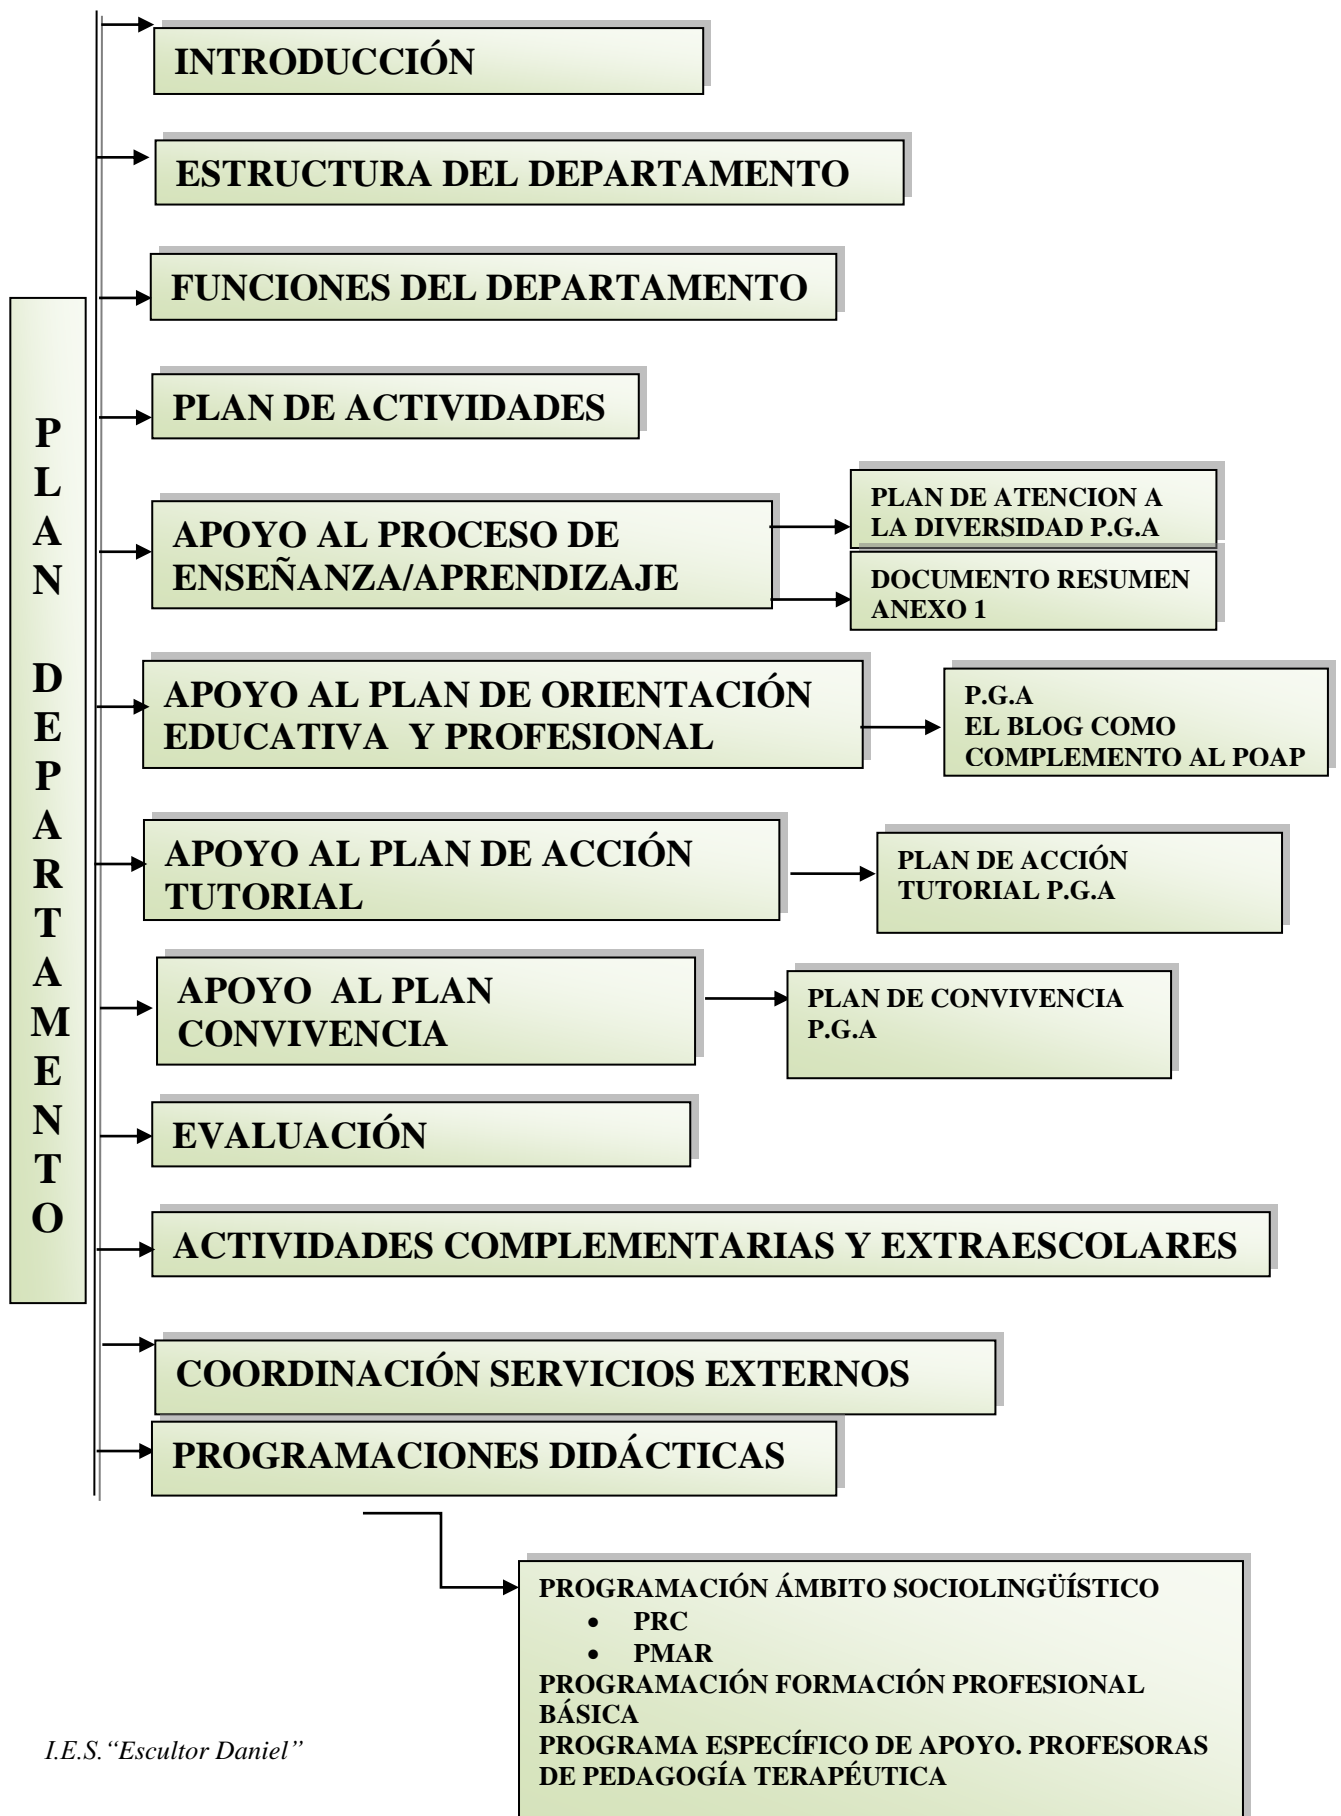 INTRODUCCIÓN
ESTRUCTURA DEL DEPARTAMENTO
FUNCIONES DEL DEPARTAMENTO
PLAN DE ACTIVIDADES
PLAN DEPARTAMENTO
APOYO AL PROCESO DE
ENSEÑANZA/APRENDIZAJE
PLAN DE ATENCION A
LA DIVERSIDAD P.G.A
DOCUMENTO RESUMEN
ANEXO 1
APOYO AL PLAN DE ORIENTACIÓN
EDUCATIVA Y PROFESIONAL
P.G.A
EL BLOG COMO
COMPLEMENTO AL POAP
APOYO AL PLAN DE ACCIÓN
TUTORIAL
PLAN DE ACCIÓN
TUTORIAL P.G.A
APOYO AL PLAN
CONVIVENCIA
PLAN DE CONVIVENCIA
P.G.A
EVALUACIÓN
ACTIVIDADES COMPLEMENTARIAS Y EXTRAESCOLARES
COORDINACIÓN SERVICIOS EXTERNOS
PROGRAMACIONES DIDÁCTICAS
PROGRAMACIÓN ÁMBITO SOCIOLINGÜÍSTICO
• PRC
• PMAR
PROGRAMACIÓN FORMACIÓN PROFESIONAL
BÁSICA
PROGRAMA ESPECÍFICO DE APOYO. PROFESORAS
DE PEDAGOGÍA TERAPÉUTICA
I.E.S.“Escultor Daniel”